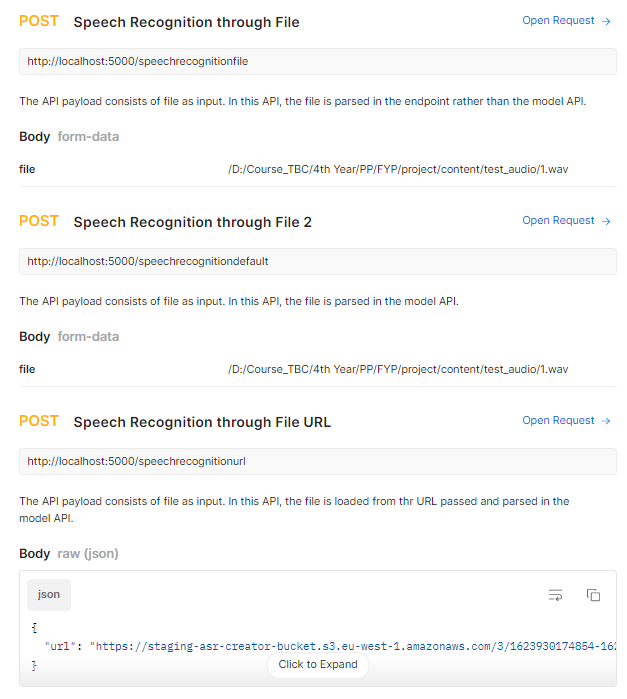 POST Speech Recognition through File Open Request →
http://localhost:5000/speechrecognitionfile
The API payload consists of file as input. In this API, the file is parsed in the endpoint rather than the model API.
Body form-data
file /D:/Course_TBC/4th Year/PP/FYP/project/content/test_audio/1.wav
POST Speech Recognition through File 2 Open Request →
http://localhost:5000/speechrecognitiondefault
The API payload consists of file as input. In this API, the file is parsed in the model API.
Body form-data
file /D:/Course_TBC/4th Year/PP/FYP/project/content/test_audio/1.wav
POST Speech Recognition through File URL Open Request →
http://localhost:5000/speechrecognitionurl
The API payload consists of file as input. In this API, the file is loaded from thr URL passed and parsed in the
model API.
Body raw (json)
json
{
"url": "https://staging-asr-creator-bucket.s3.eu-west-1.amazonaws.com/3/1623930174854-162
}
Click to Expand